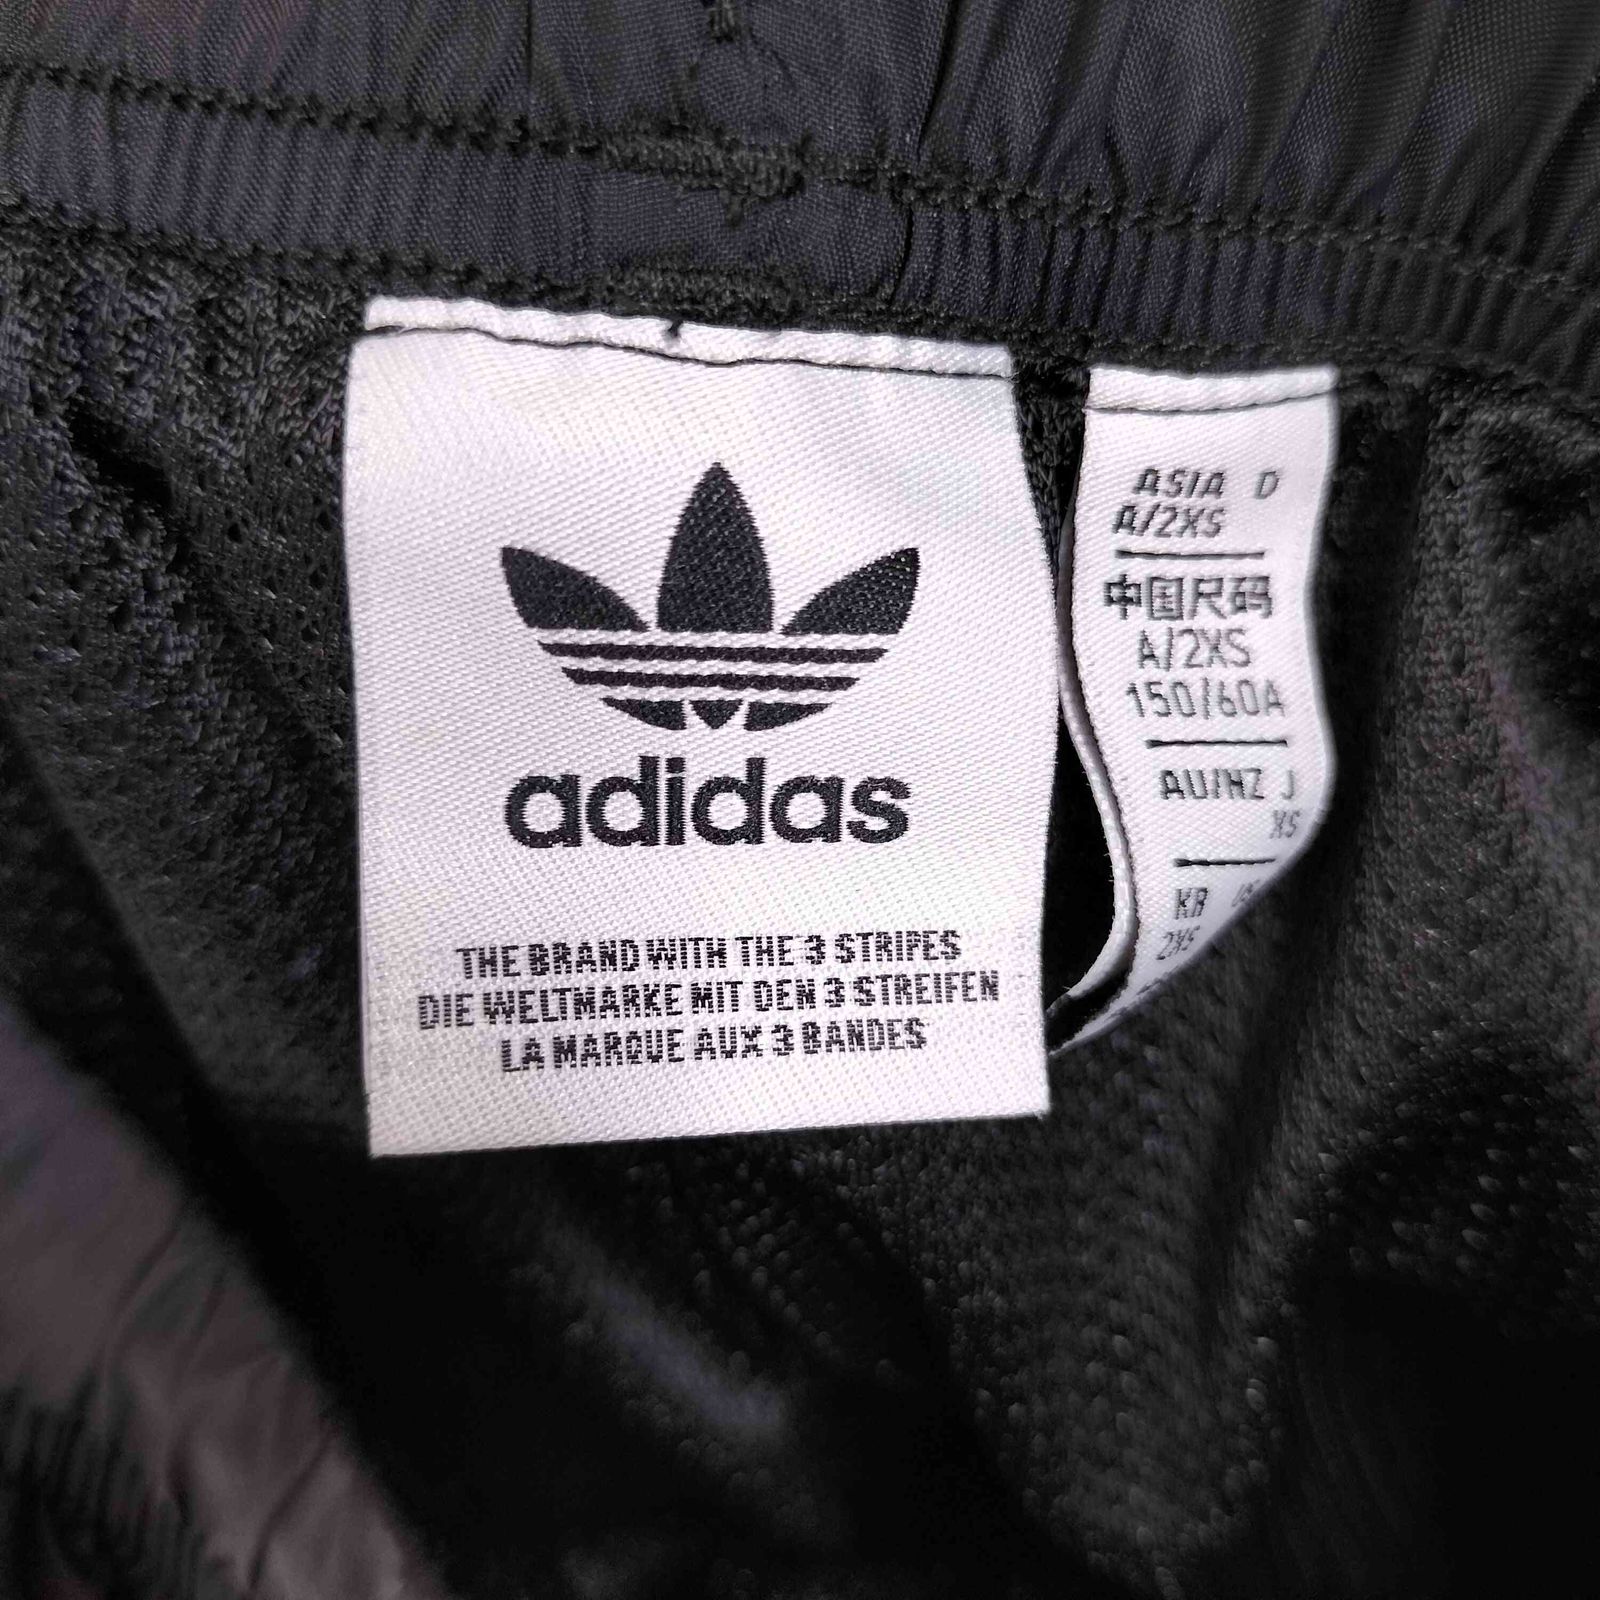 adidas
THE BRAND WITH THE 3 STRIPES
DIE WELTMARKE MIT DEN 3 STREIFEN
LA MARQUE AUX 3 BANDES
ASIA D
A/2XS
中国尺码
A/2XS
150/60A
AU/NZ J
XS
KR
2XS